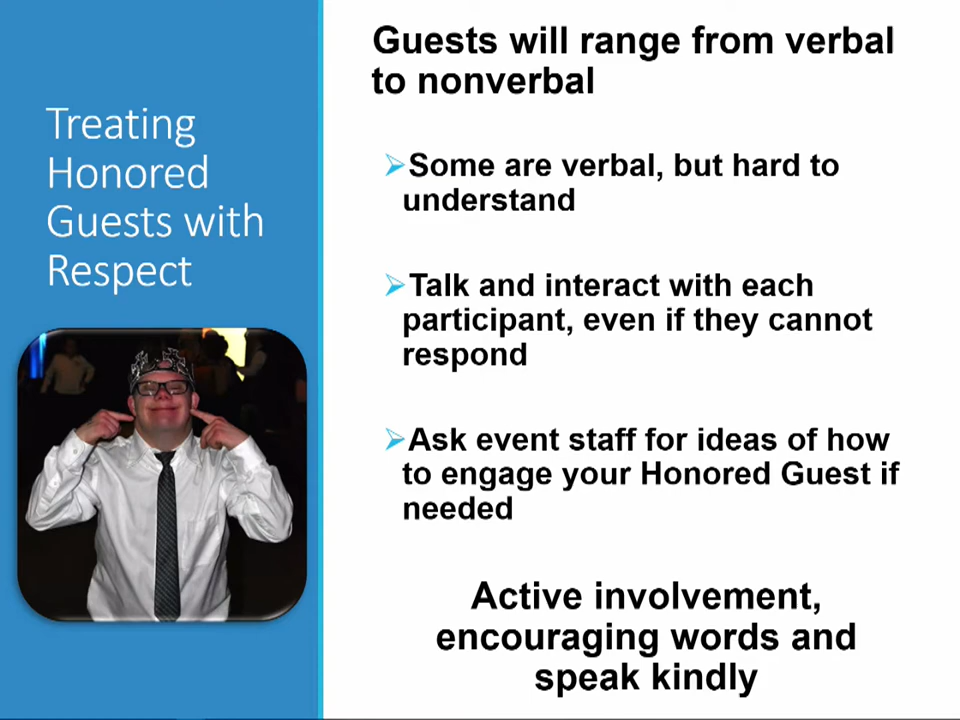 Treating
Honored
Guests with
Respect
Guests will range from verbal
to nonverbal
➢Some are verbal, but hard to
understand
➢Talk and interact with each
participant, even if they cannot
respond
➢Ask event staff for ideas of how
to engage your Honored Guest if
needed
Active involvement,
encouraging words and
speak kindly